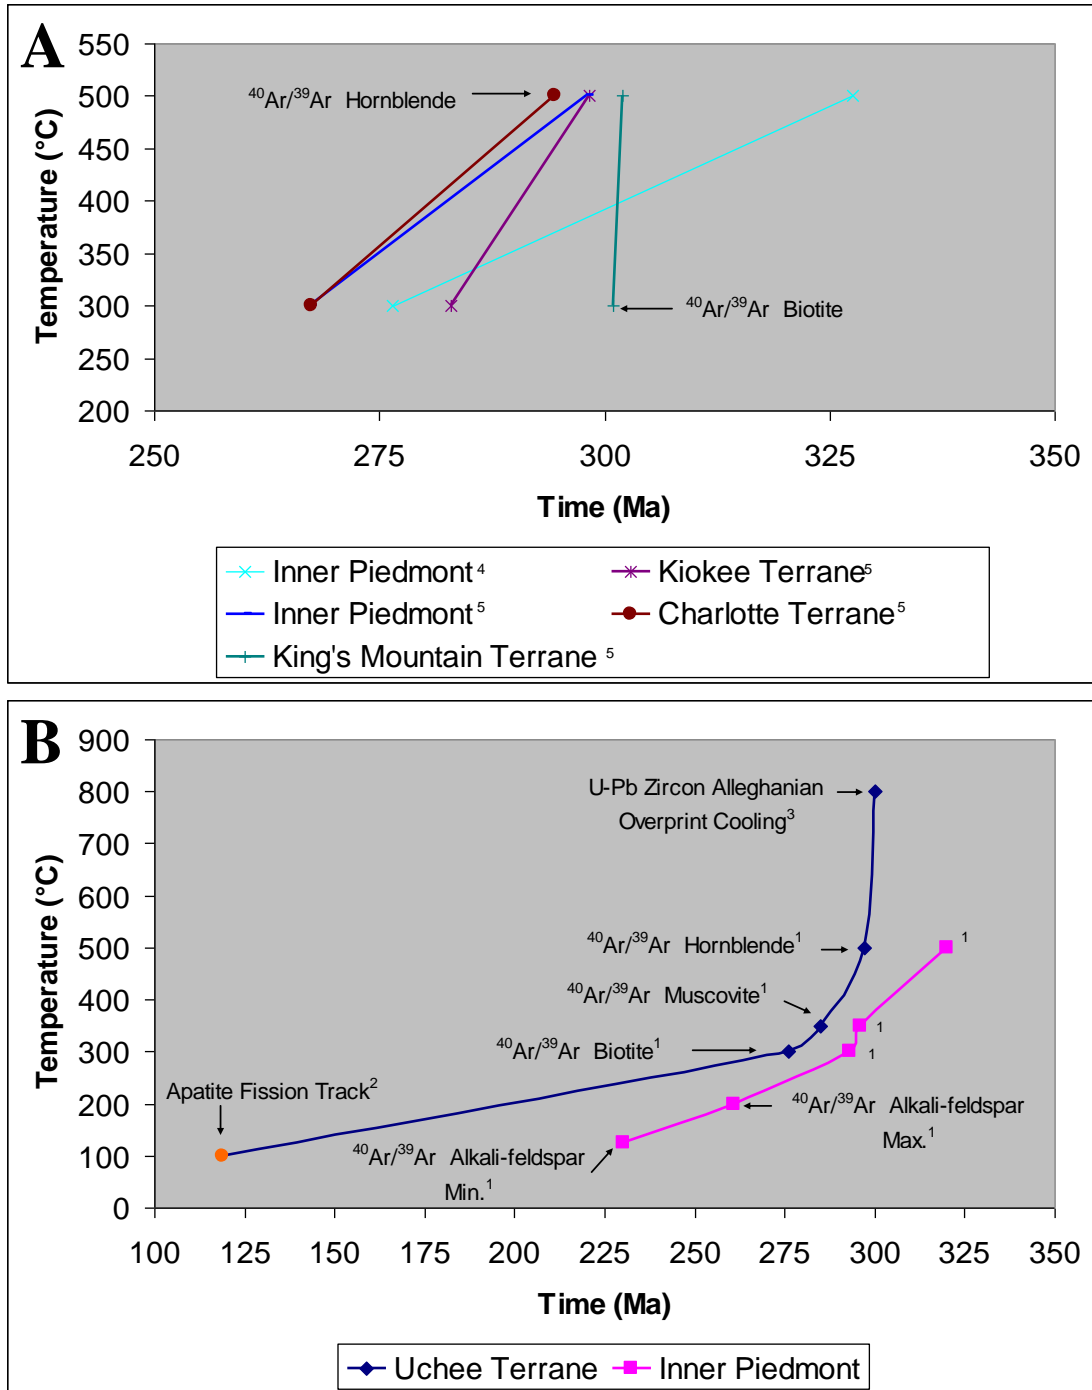 A
550
500
450
400
350
300
250
200
Temperature (°C)
⁴⁰Ar/³⁹Ar Hornblende
⁴⁰Ar/³⁹Ar Biotite
250 275 300 325 350
Time (Ma)
Inner Piedmont⁴ Kiokee Terrane⁵
Inner Piedmont⁵ Charlotte Terrane⁵
King's Mountain Terrane ⁵
B
900
800
700
600
500
400
300
200
100
0
Temperature (°C)
U-Pb Zircon Alleghanian
Overprint Cooling³
⁴⁰Ar/³⁹Ar Hornblende¹
1
⁴⁰Ar/³⁹Ar Muscovite¹
1
⁴⁰Ar/³⁹Ar Biotite¹
1
Apatite Fission Track²
⁴⁰Ar/³⁹Ar Alkali-feldspar
Max.¹
⁴⁰Ar/³⁹Ar Alkali-feldspar
Min.¹
100 125 150 175 200 225 250 275 300 325 350
Time (Ma)
Uchee Terrane Inner Piedmont